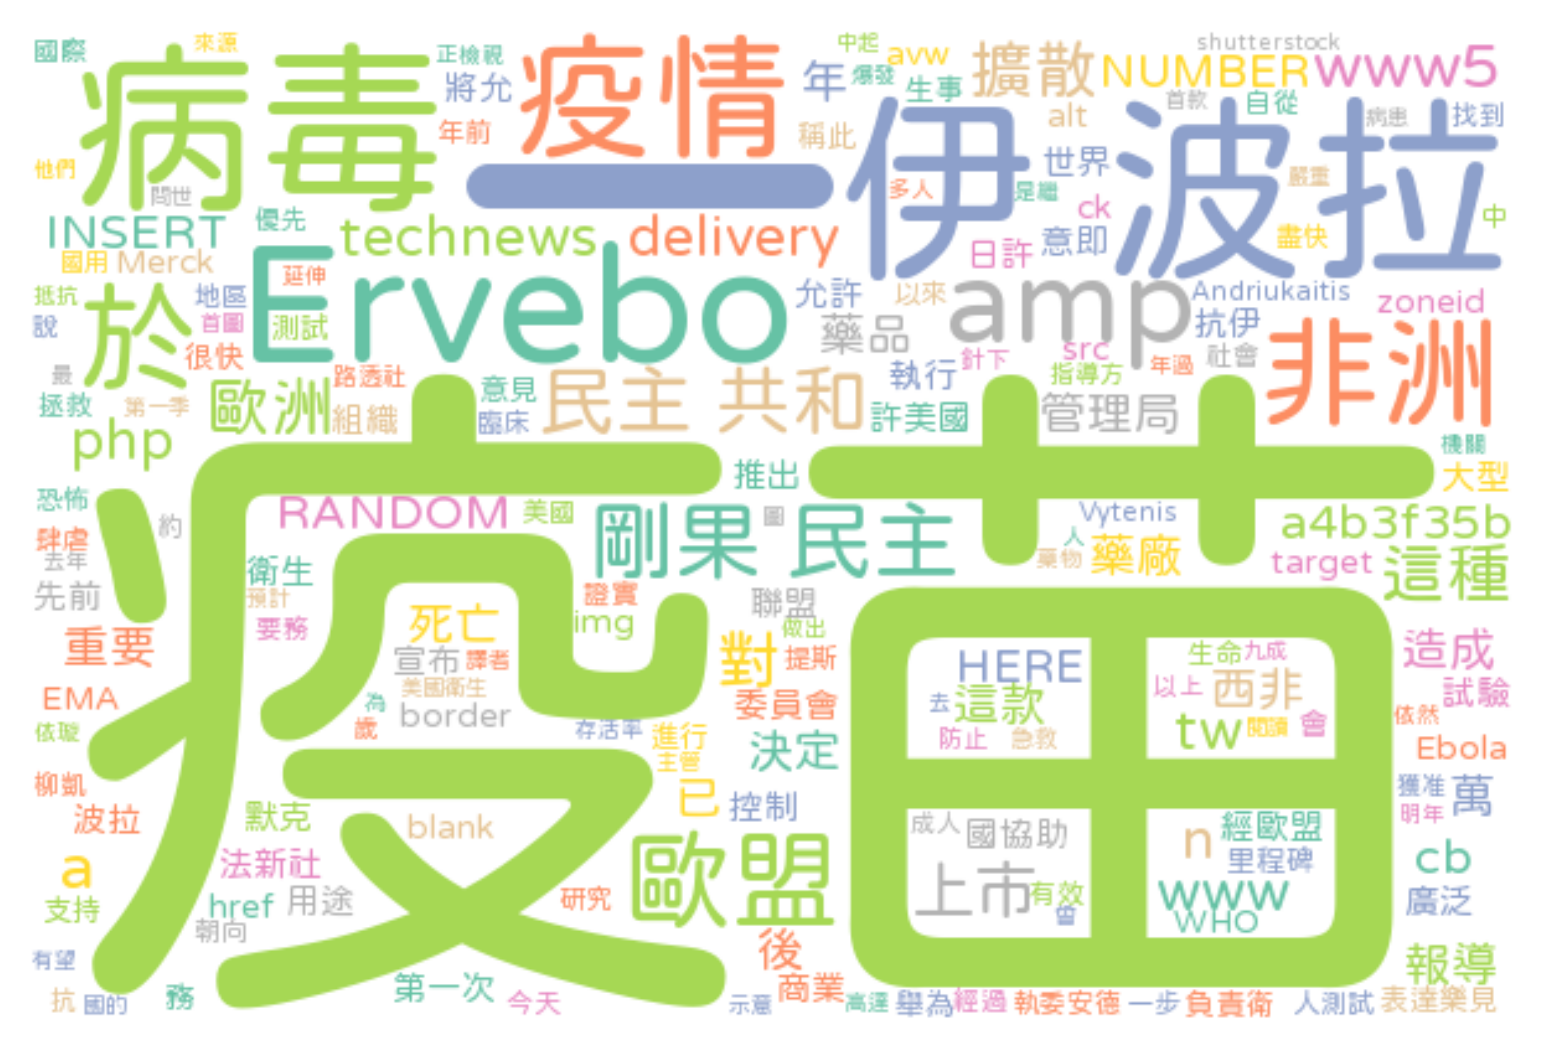 國際 來源 正檢視 中起 avw shutterstock
病毒 疫情 將允 年 爆發 生事 擴散 NUMBER www5
年前 稱此 alt 首款 自從 病患 找到
他們 問世 一 多人 伊波拉 世界 是繼 嚴重
INSERT 優先 technews delivery ck 日許 意即 盡快 中
國用 Merck 延伸
抵抗 於 地區 Ervebo 允許 以來 amp Andriukaitis zoneid
說 首圖 測試 藥品 抗伊 非洲
很快 社會 src
最 路透社 意見 民主 共和 執行 針下 指導方 年過
拯救 第一季 歐洲 組織 臨床 許美國 管理局
php 推出 機關 大型
恐怖 疫苗 RANDOM 美國 剛果 圖 民主 Vytenis a4b3f35b
肆虐 約 人
去年 衛生 藥物 藥廠 target 這種
先前 預計 證實 聯盟
重要 要務 死亡 img 對 做出 HERE 生命 九成 造成
宣布 譯者 提斯 以上 西非 試驗
EMA 美國衛生 為 border 委員會 去 這款 tw 閱讀 會 依然
依璇 歲 存活率 進行 決定 防止 急救 Ebola
主管
柳凱 已 控制 獲准 萬
波拉 默克 blank 成人 國協助 n 經歐盟 明年
a 法新社 歐盟 上市 里程碑 cb
支持 href 用途 研究 有效 www 廣泛
朝向 曾 WHO
有望 後 報導
抗 國的 務 第一次 今天 示意 商業 高達 舉為 經過 執委安德 一步 負責衛 人測試 表達樂見